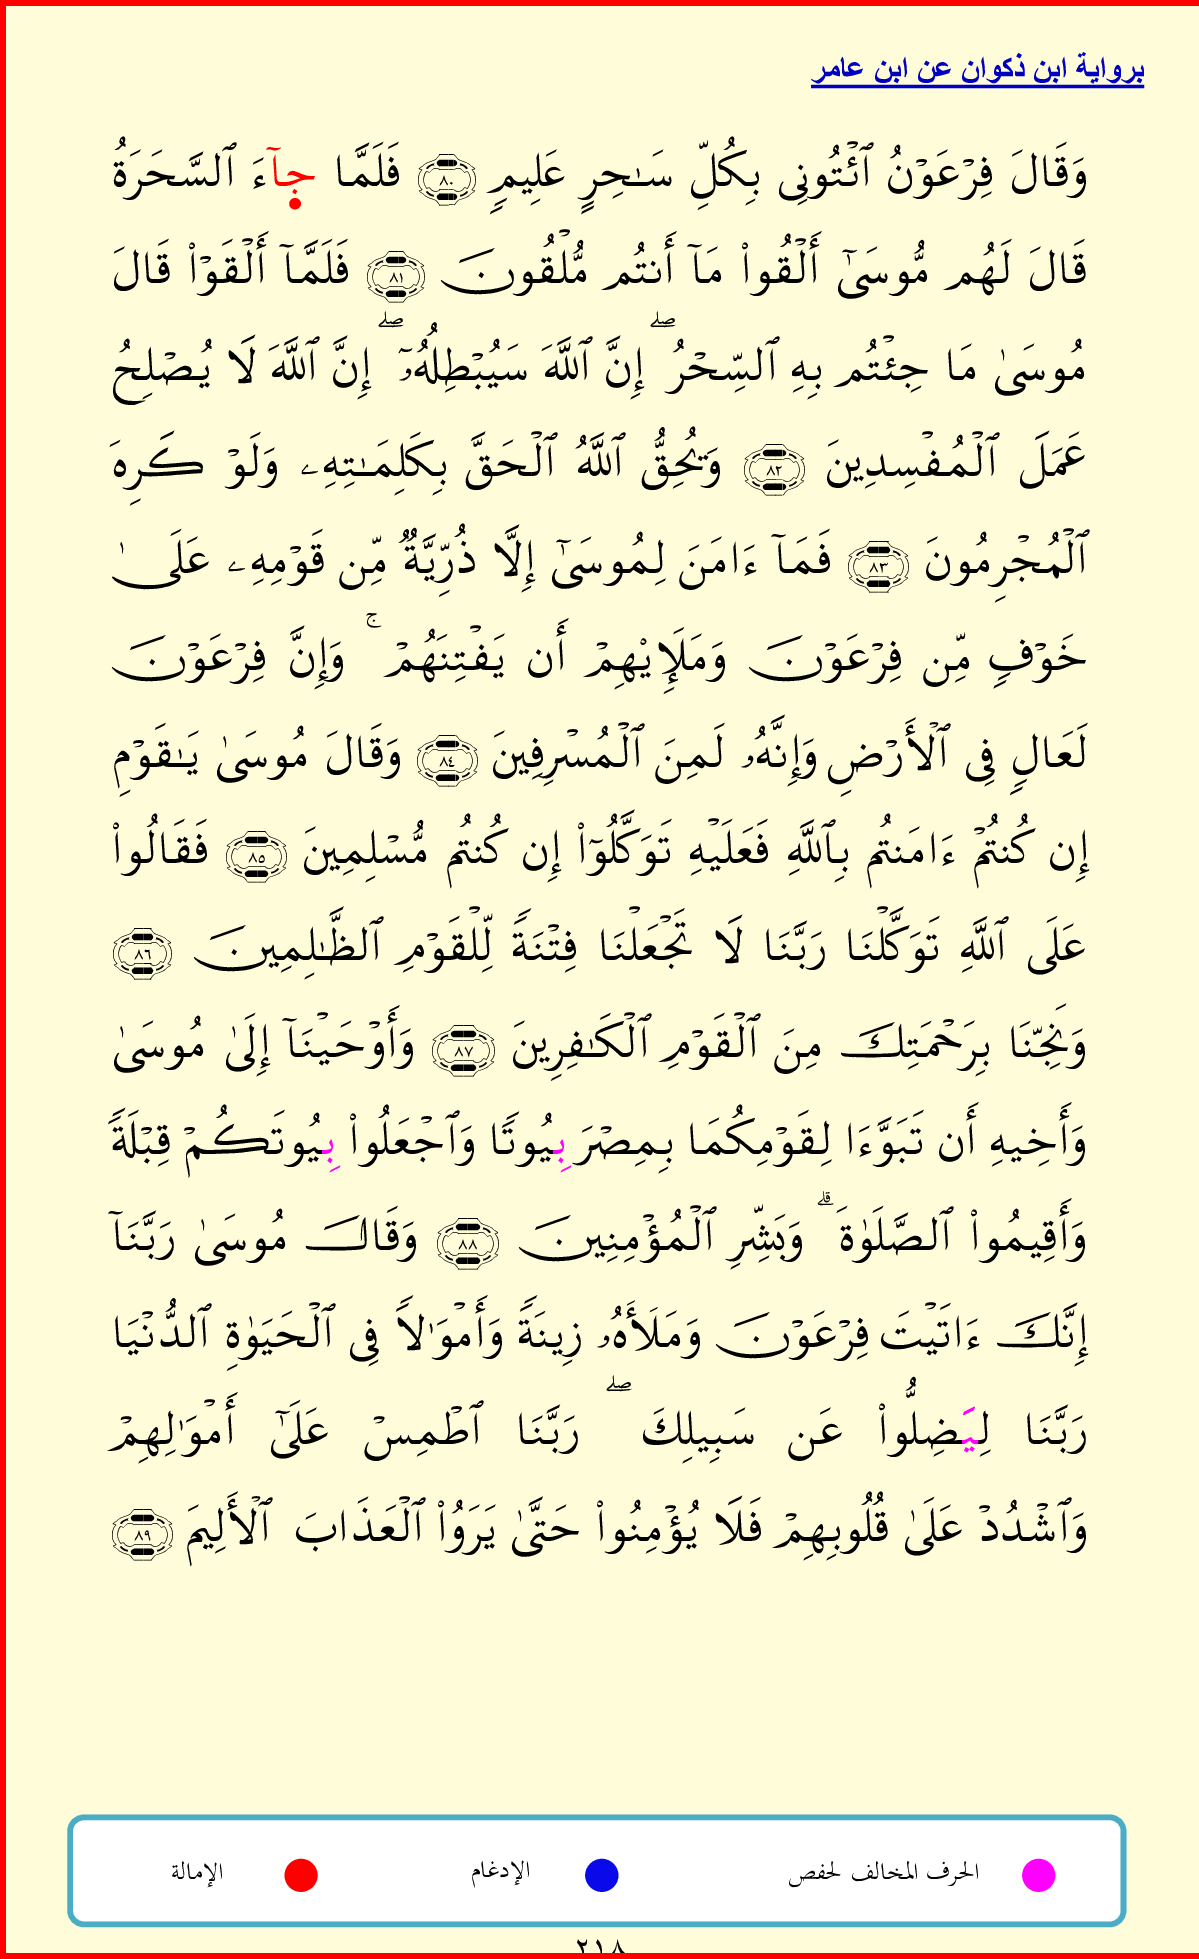 برواية ابن ذكوان عن ابن عامر
وَقَالَ فِرْعَوْنُ ٱئْتُونِى بِكُلِّ سَـٰحِرٍ عَلِيمٍ ٨٠ فَلَمَّا جَآءَ ٱلسَّحَرَةُ
قَالَ لَهُم مُّوسَىٰٓ أَلْقُوا۟ مَآ أَنتُم مُّلْقُونَ ٨١ فَلَمَّآ أَلْقَوْا۟ قَالَ
مُوسَىٰ مَا جِئْتُم بِهِ ٱلسِّحْرُ ۖ إِنَّ ٱللَّهَ سَيُبْطِلُهُۥٓ ۖ إِنَّ ٱللَّهَ لَا يُصْلِحُ
عَمَلَ ٱلْمُفْسِدِينَ ٨٢ وَيُحِقُّ ٱللَّهُ ٱلْحَقَّ بِكَلِمَـٰتِهِۦ وَلَوْ كَرِهَ
ٱلْمُجْرِمُونَ ٨٣ فَمَآ ءَامَنَ لِمُوسَىٰٓ إِلَّا ذُرِّيَّةٌ مِّن قَوْمِهِۦ عَلَىٰ
خَوْفٍ مِّن فِرْعَوْنَ وَمَلَإِي۟هِمْ أَن يَفْتِنَهُمْ ۚ وَإِنَّ فِرْعَوْنَ
لَعَالٍ فِى ٱلْأَرْضِ وَإِنَّهُۥ لَمِنَ ٱلْمُسْرِفِينَ ٨٤ وَقَالَ مُوسَىٰ يَـٰقَوْمِ
إِن كُنتُمْ ءَامَنتُم بِٱللَّهِ فَعَلَيْهِ تَوَكَّلُوٓا۟ إِن كُنتُم مُّسْلِمِينَ ٨٥ فَقَالُوا۟
عَلَى ٱللَّهِ تَوَكَّلْنَا رَبَّنَا لَا تَجْعَلْنَا فِتْنَةً لِّلْقَوْمِ ٱلظَّـٰلِمِينَ ٨٦
وَنَجِّنَا بِرَحْمَتِكَ مِنَ ٱلْقَوْمِ ٱلْكَـٰفِرِينَ ٨٧ وَأَوْحَيْنَآ إِلَىٰ مُوسَىٰ
وَأَخِيهِ أَن تَبَوَّءَا لِقَوْمِكُمَا بِمِصْرَ بِيُوتًا وَٱجْعَلُوا۟ بِيُوتَكُمْ قِبْلَةً
وَأَقِيمُوا۟ ٱلصَّلَوٰةَ ۗ وَبَشِّرِ ٱلْمُؤْمِنِينَ ٨٨ وَقَالَ مُوسَىٰ رَبَّنَآ
إِنَّكَ ءَاتَيْتَ فِرْعَوْنَ وَمَلَأَهُۥ زِينَةً وَأَمْوَٰلًا فِى ٱلْحَيَوٰةِ ٱلدُّنْيَا
رَبَّنَا لِيَضِلُّوا۟ عَن سَبِيلِكَ ۖ رَبَّنَا ٱطْمِسْ عَلَىٰٓ أَمْوَٰلِهِمْ
وَٱشْدُدْ عَلَىٰ قُلُوبِهِمْ فَلَا يُؤْمِنُوا۟ حَتَّىٰ يَرَوُا۟ ٱلْعَذَابَ ٱلْأَلِيمَ ٨٩
الحرف المخالف لحفص الإدغام الإمالة
٢١٨